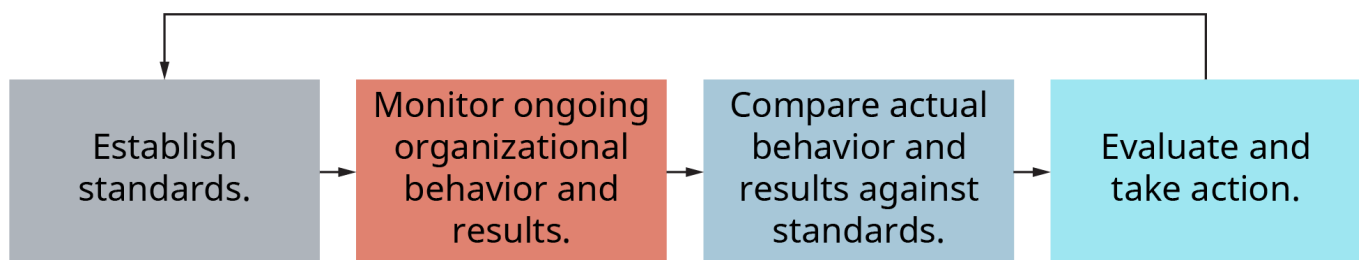 Establish
standards.
Monitor ongoing
organizational
behavior and
results.
Compare actual
behavior and
results against
standards.
Evaluate and
take action.